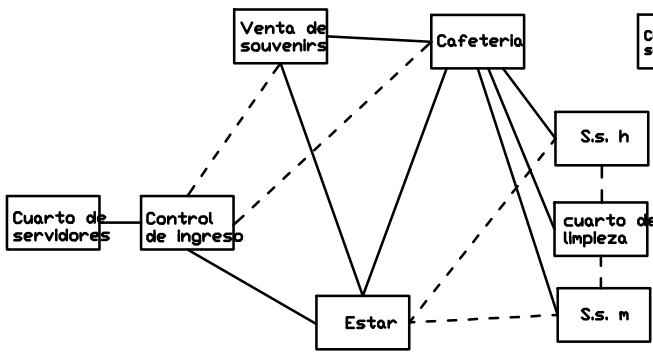 Venta de
souvenirs
Cafeteria
C
s
S.s. h
Cuarto de
servidores
Control
de ingreso
cuarto de
limpieza
Estar
S.s. m